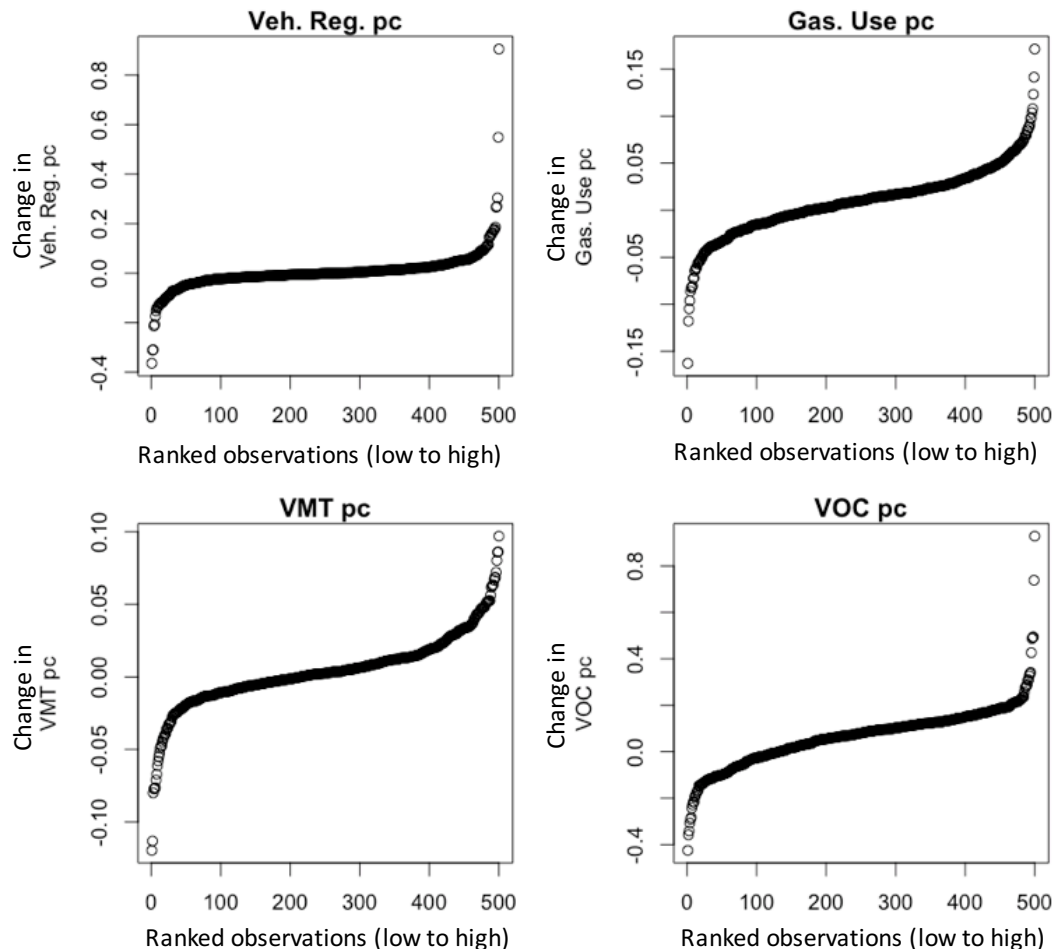 Veh. Reg. pc
Change in
Veh. Reg. pc
0.8
0.6
0.4
0.2
0.0
-0.4
0 100 200 300 400 500
Ranked observations (low to high)
Gas. Use pc
Change in
Gas. Use pc
0.15
0.05
-0.05
-0.15
0 100 200 300 400 500
Ranked observations (low to high)
VMT pc
Change in
VMT pc
0.10
0.05
0.00
-0.05
-0.10
0 100 200 300 400 500
Ranked observations (low to high)
VOC pc
Change in
VOC pc
0.8
0.4
0.0
-0.4
0 100 200 300 400 500
Ranked observations (low to high)